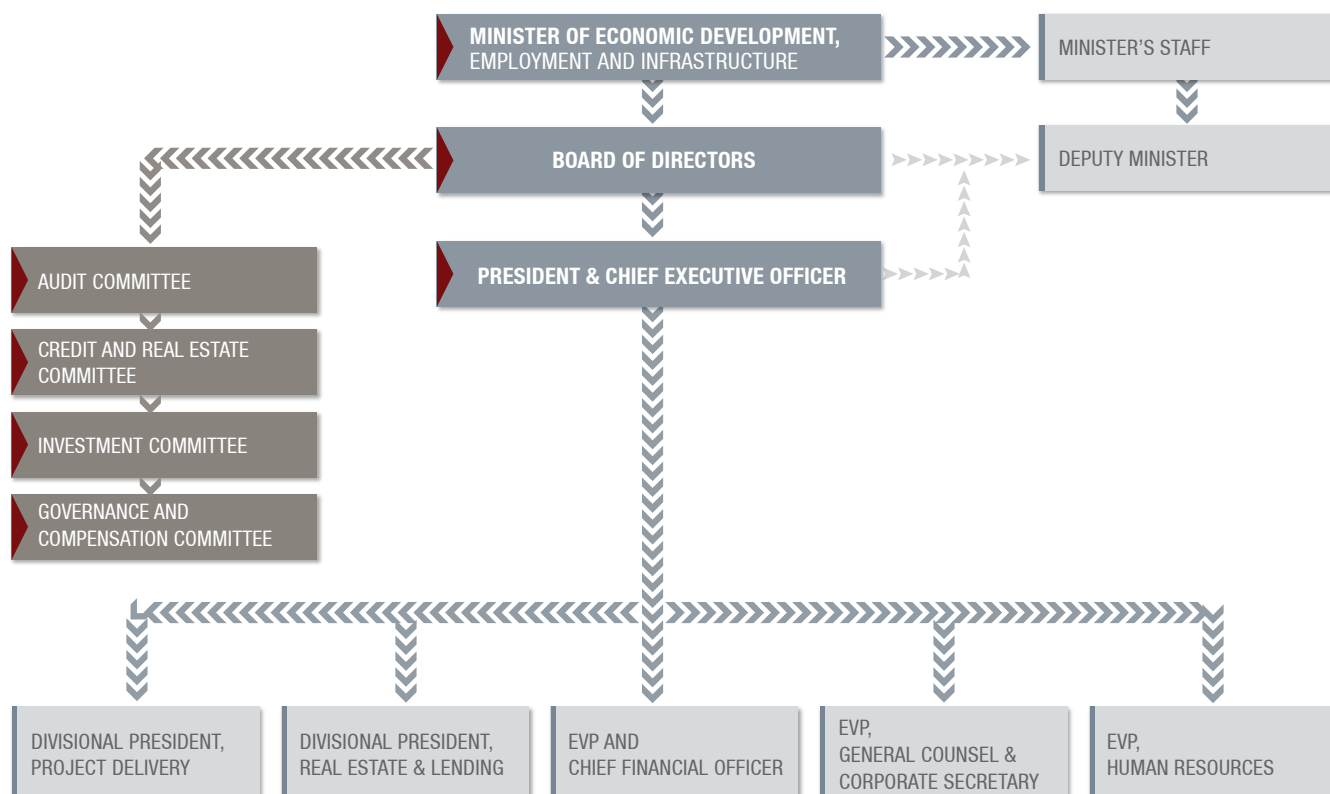 MINISTER OF ECONOMIC DEVELOPMENT,
EMPLOYMENT AND INFRASTRUCTURE
MINISTER’S STAFF
BOARD OF DIRECTORS
DEPUTY MINISTER
PRESIDENT & CHIEF EXECUTIVE OFFICER
AUDIT COMMITTEE
CREDIT AND REAL ESTATE
COMMITTEE
INVESTMENT COMMITTEE
GOVERNANCE AND
COMPENSATION COMMITTEE
DIVISIONAL PRESIDENT,
PROJECT DELIVERY
DIVISIONAL PRESIDENT,
REAL ESTATE & LENDING
EVP AND
CHIEF FINANCIAL OFFICER
EVP,
GENERAL COUNSEL &
CORPORATE SECRETARY
EVP,
HUMAN RESOURCES